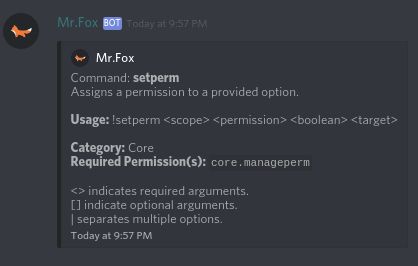 Mr.Fox BOT Today at 9:57 PM
Mr.Fox
Command: setperm
Assigns a permission to a provided option.
Usage: !setperm <scope> <permission> <boolean> <target>
Category: Core
Required Permission(s): core.manageperm
<> indicates required arguments.
[] indicate optional arguments.
| separates multiple options.
Today at 9:57 PM